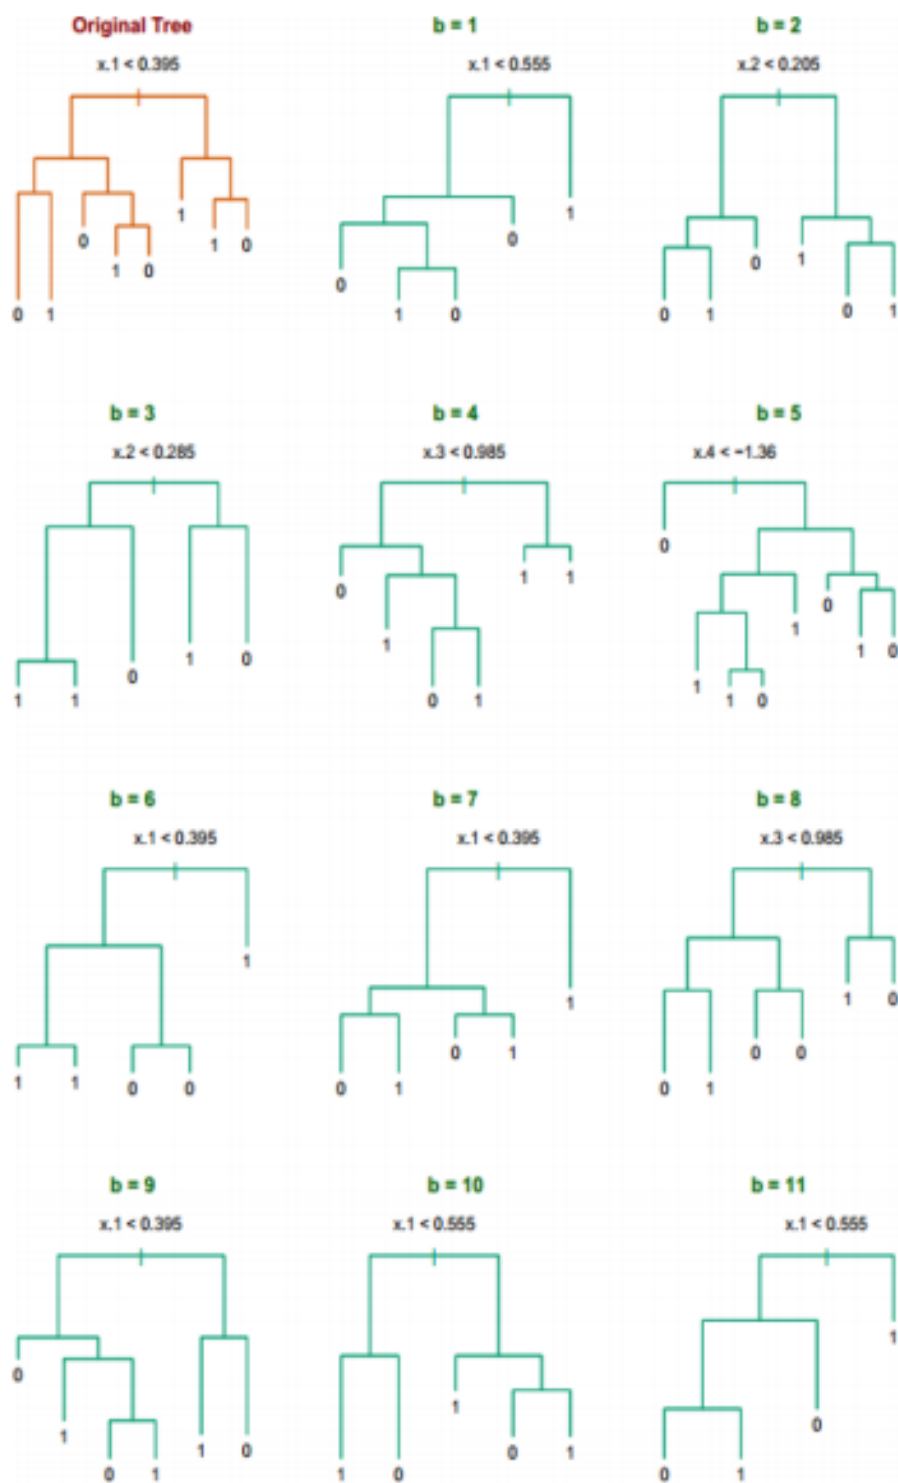 Original Tree b = 1 b = 2
x.1 < 0.395 x.1 < 0.555 x.2 < 0.205
1 1
0 1 0 0 0 1
1 0 0
0 1 1 0 0 1 0 1
b = 3 b = 4 b = 5
x.2 < 0.285 x.3 < 0.985 x.4 < −1.36
0
0 1 1 0
1 1 1 0
1 0 1
1 1 0 1 1 0
b = 6 b = 7 b = 8
x.1 < 0.395 x.1 < 0.395 x.3 < 0.985
1 1 1 0
0 1 0 0
1 1 0 0 0 1 0 1
b = 9 b = 10 b = 11
x.1 < 0.395 x.1 < 0.555 x.1 < 0.555
1
0 1 0
1 1 0 0 1
0 1 1 0 0 1